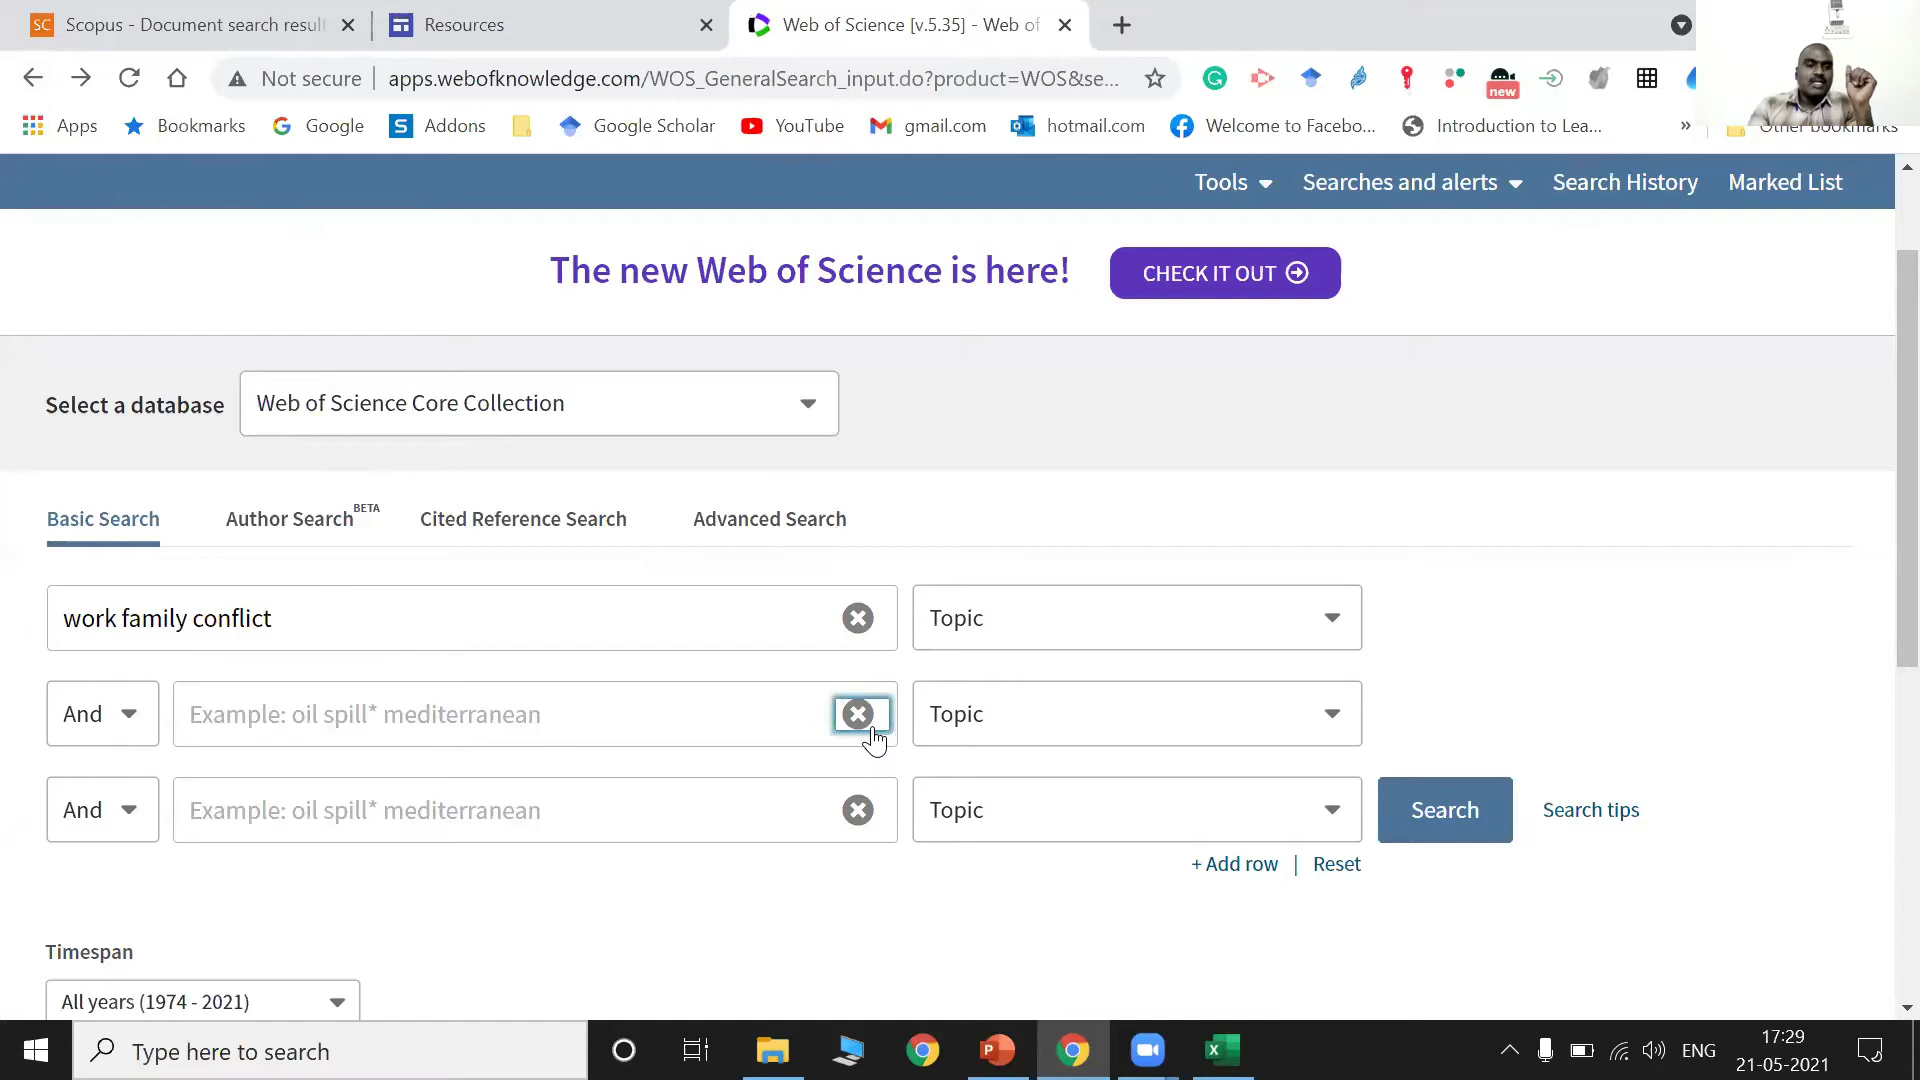 SC Scopus - Document search result
Resources
Web of Science [v.5.35] - Web of
Not secure apps.webofknowledge.com/WOS_GeneralSearch_input.do?product=WOS&se...
new
Apps Bookmarks Google S Addons Google Scholar YouTube gmail.com hotmail.com Welcome to Facebo... Introduction to Lea... » Other bookmarks
Tools Searches and alerts Search History Marked List
The new Web of Science is here! CHECK IT OUT
Select a database Web of Science Core Collection
Basic Search Author Search BETA Cited Reference Search Advanced Search
work family conflict Topic
And Example: oil spill* mediterranean Topic
And Example: oil spill* mediterranean Topic Search Search tips
+ Add row | Reset
Timespan
All years (1974 - 2021)
Type here to search
ENG
17:29
21-05-2021